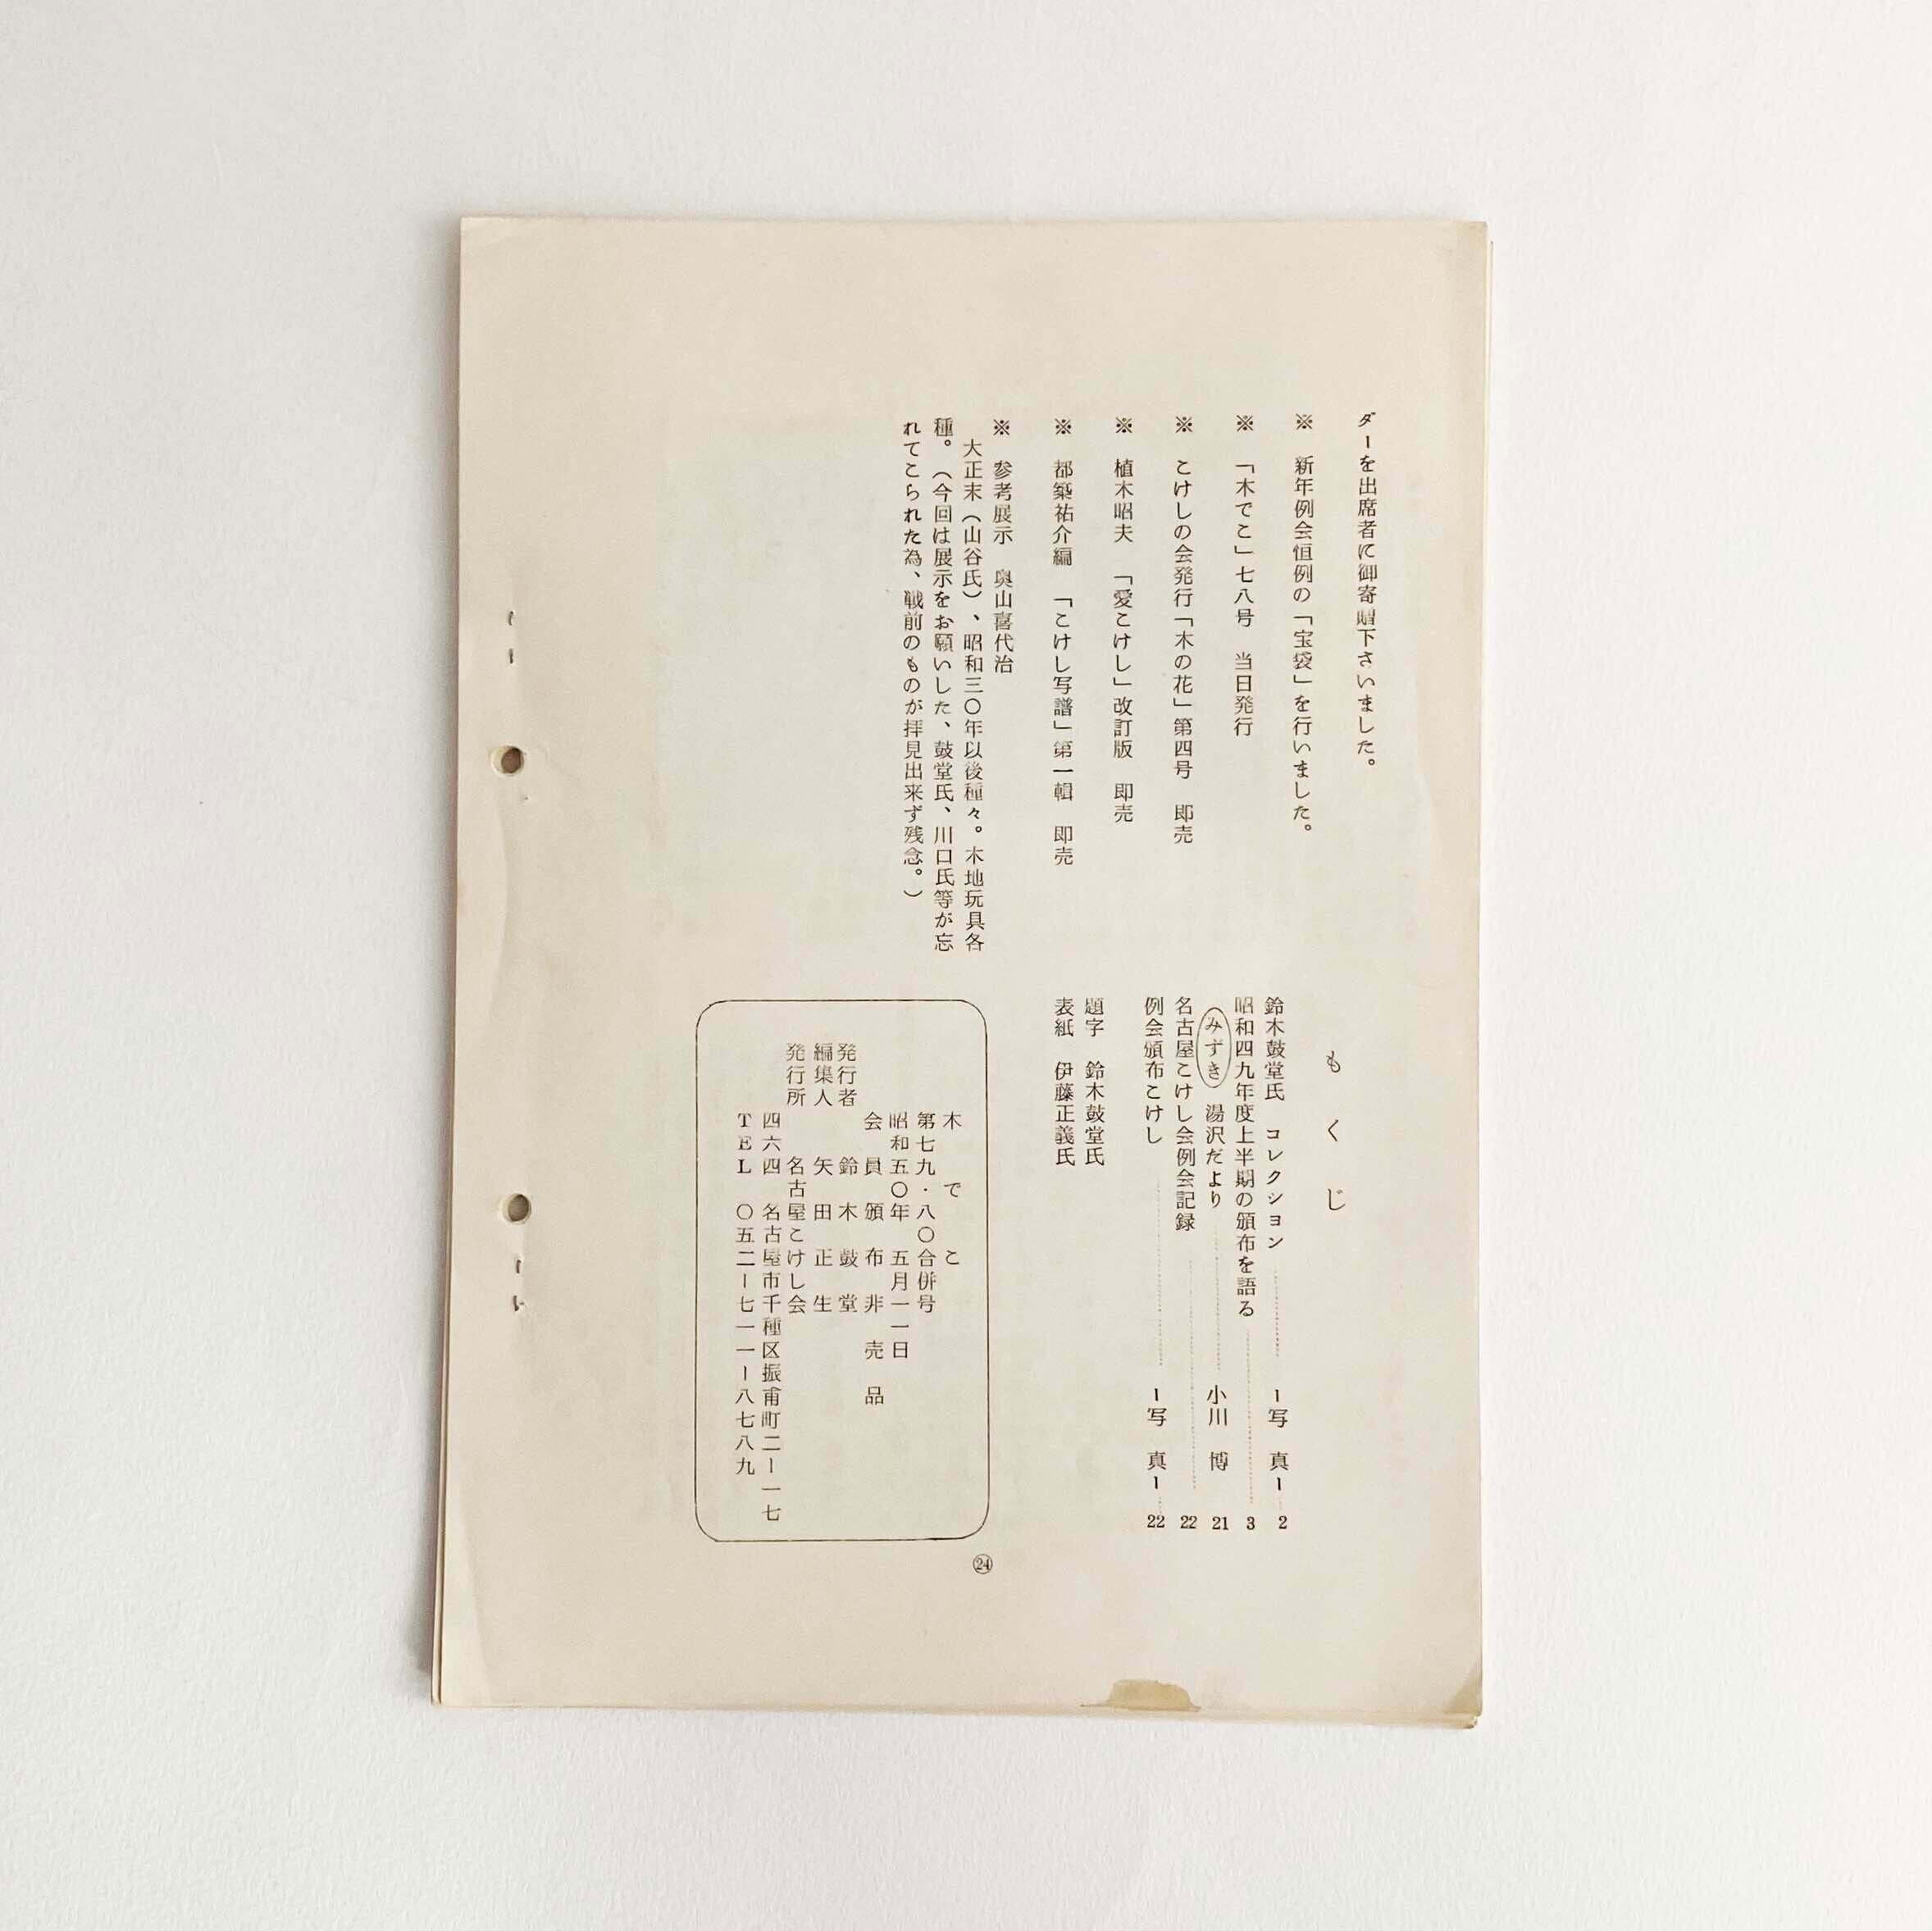 ダーを出席者に御寄贈下さいました。
※ 新年例会恒例の「宝袋」を行いました。
※ 「木でこ」七八号 当日発行
※ こけしの会発行「木の花」第四号 即売
※ 植木昭夫 「愛こけし」改訂版 即売
※ 都築祐介編 「こけし写譜」第一輯 即売
※ 参考展示 奥山喜代治
大正末（山谷氏）、昭和三〇年以後種々。木地玩具各
種。（今回は展示をお願いした、鼓堂氏、川口氏等が忘
れてこられた為、戦前のものが拝見出来ず残念。）
もくじ
鈴木鼓堂氏 コレクション ………… ー写 真ー 2
昭和四九年度上半期の頒布を語る ………… 3
みずき 湯沢だより ………… 小川 博 21
名古屋こけし会例会記録 ………… 22
例会頒布こけし ………… ー写 真ー 22
題字 鈴木鼓堂氏
表紙 伊藤正義氏
木でこ
第七九・八〇合併号
昭和五〇年 五月一一日
会員頒布非売品
発行者 鈴木鼓堂
編集人 矢田正生
発行所 名古屋こけし会
四六四 名古屋市千種区振甫町二ー一七
TEL 〇五二ー七一一ー八七八九
㉔